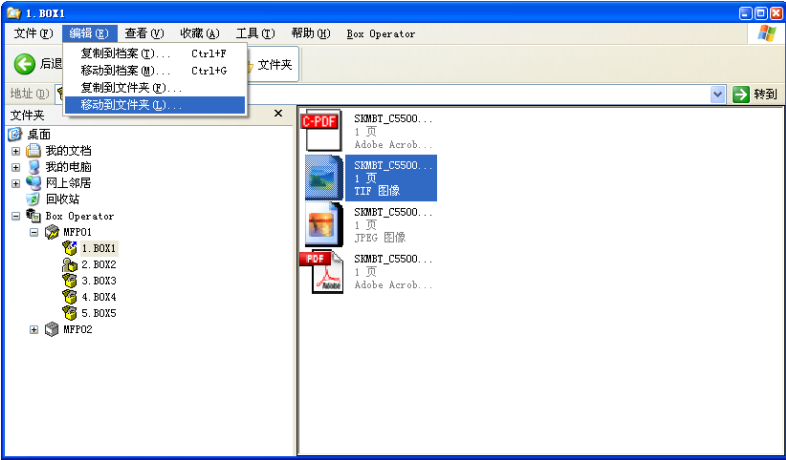 1. BOX1
文件(F) 编辑(E) 查看(V) 收藏(A) 工具(T) 帮助(H) Box Operator
复制到档案(T)... Ctrl+F
移动到档案(M)... Ctrl+G
复制到文件夹(F)...
移动到文件夹(L)...
后退
文件夹
地址(D)
转到
文件夹
桌面
我的文档
我的电脑
网上邻居
回收站
Box Operator
MFP01
1. BOX1
2. BOX2
3. BOX3
4. BOX4
5. BOX5
MFP02
C-PDF
SKMBT_C5500...
1 页
Adobe Acrob...
SKMBT_C5500...
1 页
TIF 图像
SKMBT_C5500...
1 页
JPEG 图像
PDF
Adobe
SKMBT_C5500...
1 页
Adobe Acrob...